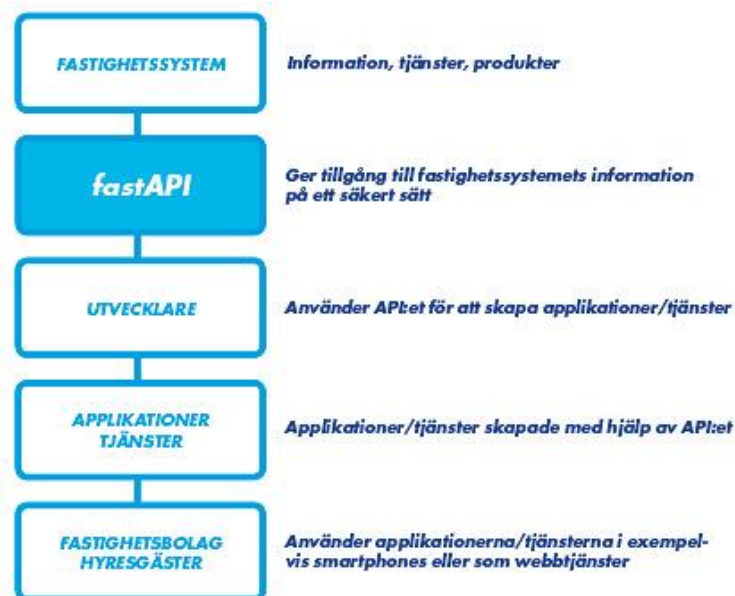 FASTIGHETSSYSTEM
Information, tjänster, produkter
fastAPI
Ger tillgång till fastighetssystemets information
på ett säkert sätt
UTVECKLARE
Använder API:et för att skapa applikationer/tjänster
APPLIKATIONER
TJÄNSTER
Applikationer/tjänster skapade med hjälp av API:et
FASTIGHETSBOLAG
HYRESGÄSTER
Använder applikationerna/tjänsterna i exempel-
vis smartphones eller som webbtjänster